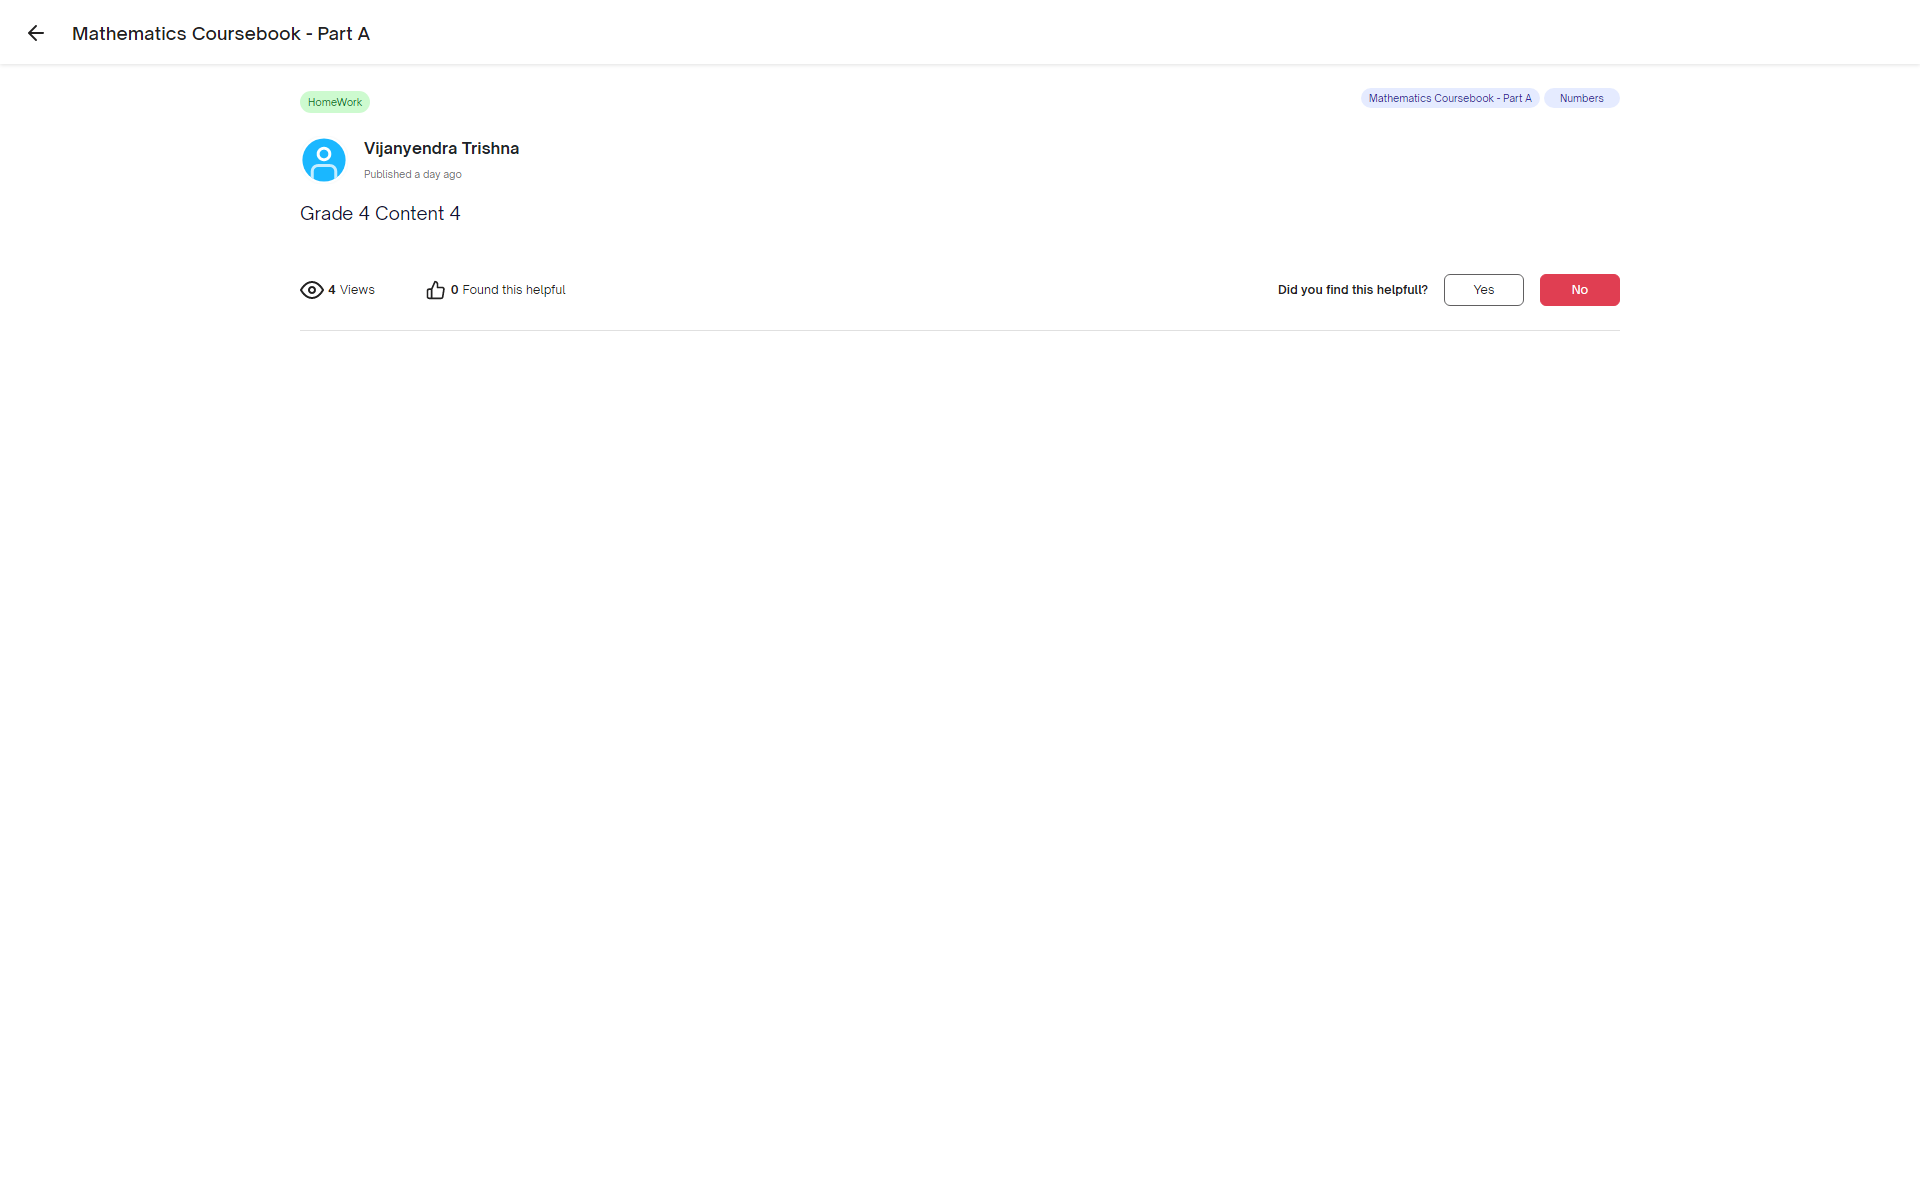 Mathematics Coursebook - Part A
HomeWork
Mathematics Coursebook - Part A
Numbers
Vijanyendra Trishna
Published a day ago
Grade 4 Content 4
4 Views
0 Found this helpful
Did you find this helpfull?
Yes
No